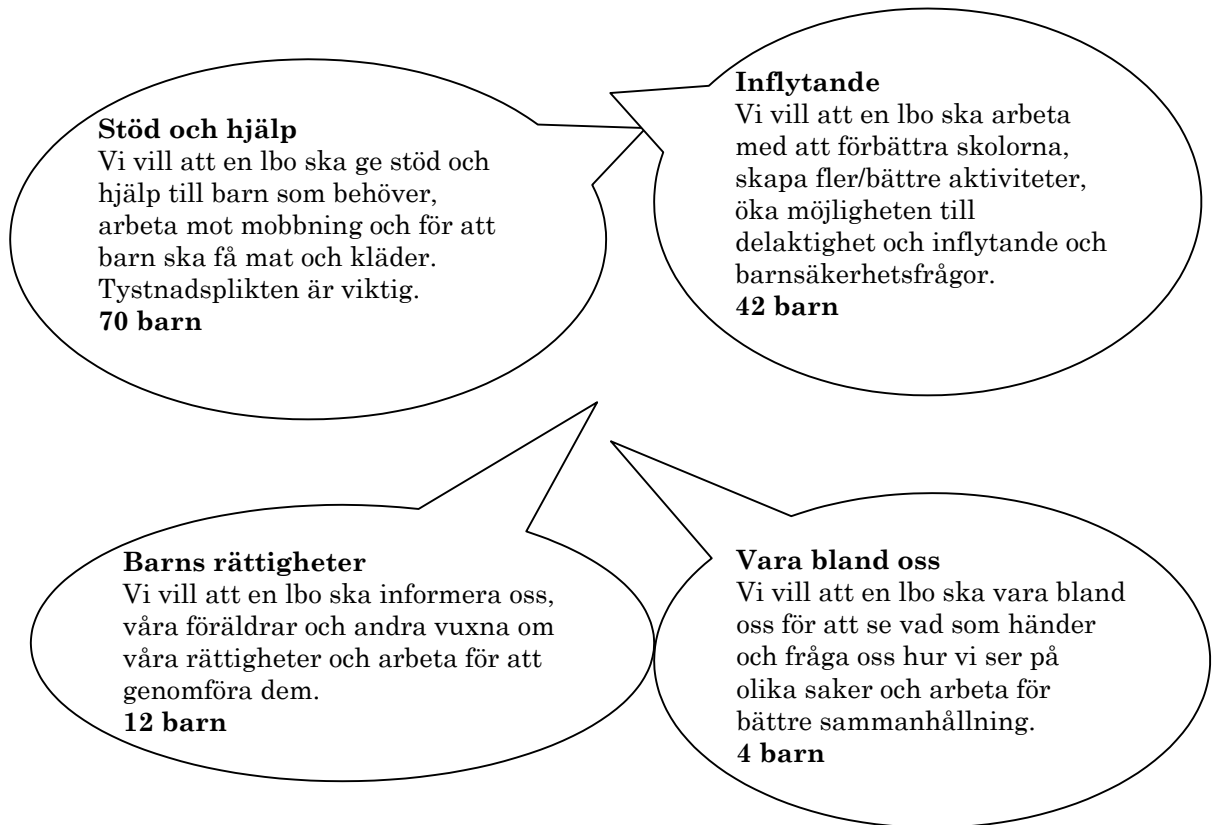 Stöd och hjälp
Vi vill att en lbo ska ge stöd och
hjälp till barn som behöver,
arbeta mot mobbning och för att
barn ska få mat och kläder.
Tystnadsplikten är viktig.
70 barn
Inflytande
Vi vill att en lbo ska arbeta
med att förbättra skolorna,
skapa fler/bättre aktiviteter,
öka möjligheten till
delaktighet och inflytande och
barnsäkerhetsfrågor.
42 barn
Barns rättigheter
Vi vill att en lbo ska informera oss,
våra föräldrar och andra vuxna om
våra rättigheter och arbeta för att
genomföra dem.
12 barn
Vara bland oss
Vi vill att en lbo ska vara bland
oss för att se vad som händer
och fråga oss hur vi ser på
olika saker och arbeta för
bättre sammanhållning.
4 barn